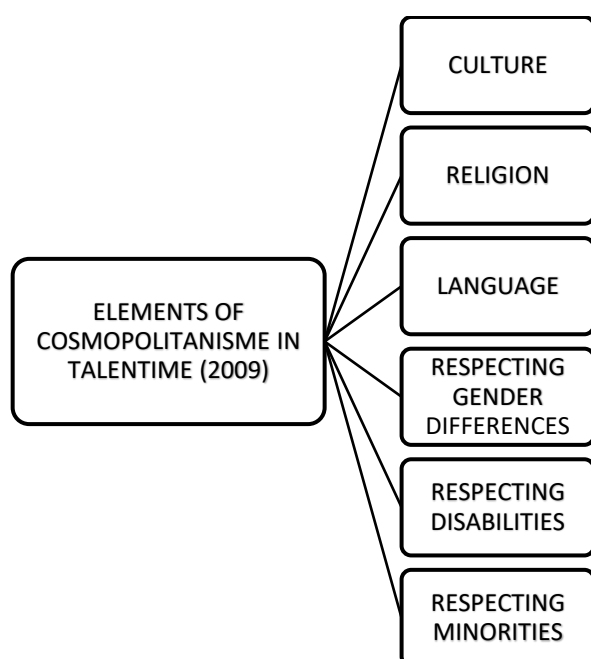 ELEMENTS OF
COSMOPOLITANISME IN
TALENTIME (2009)
CULTURE
RELIGION
LANGUAGE
RESPECTING
GENDER
DIFFERENCES
RESPECTING
DISABILITIES
RESPECTING
MINORITIES